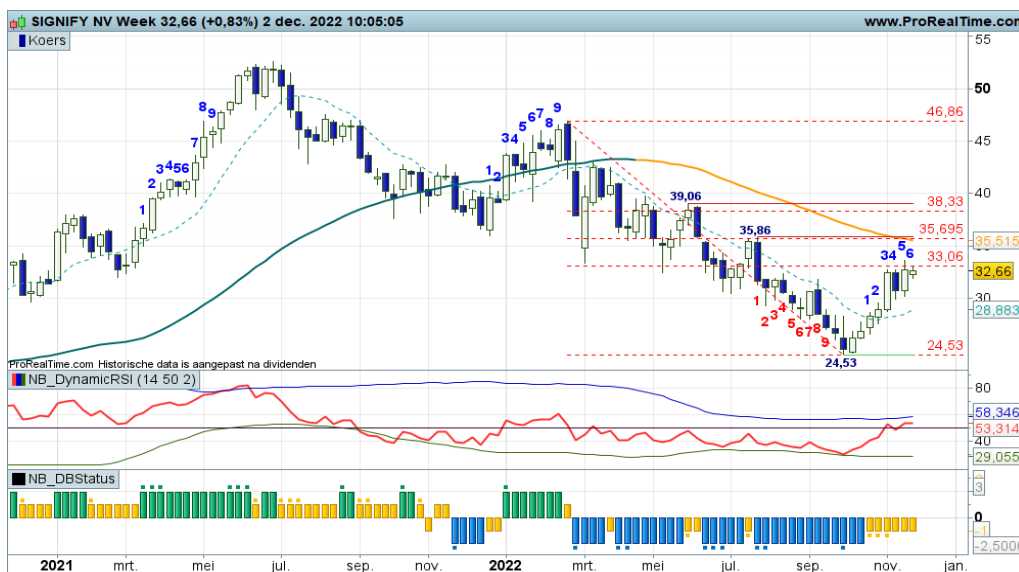 SIGNIFY NV Week 32,66 (+0,83%) 2 dec. 2022 10:05:05 www.ProRealTime.com
Koers
55
50
46,86
45
40
39,06
38,33
35,86
35,695
35,515
33,06
32,66
30
28,883
24,53
24,53
1 2 3 4 5 6 7 8 9
1 2 3 4 5 6 7 8 9
1 2 3 4 5 6 7 8 9
1 2 3 4 5 6
ProRealTime.com Historische data is aangepast na dividenden
NB_DynamicRSI (14 50 2)
80
58,346
53,314
40
29,055
NB_DBStatus
3
0
-1
-2,5000
2021 mrt. mei jul. sep. nov. 2022 mrt. mei jul. sep. nov. jan.